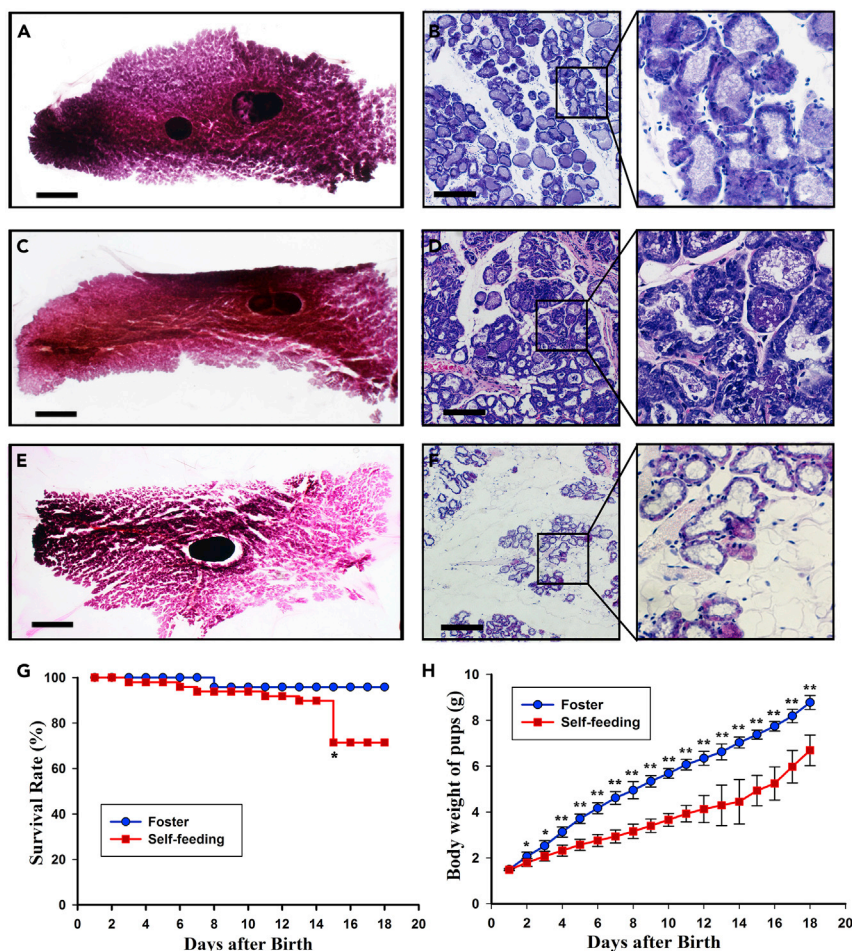 A
B
C
D
E
F
G
100
80
60
40
20
0
Survival Rate (%)
*
Foster
Self-feeding
0 2 4 6 8 10 12 14 16 18 20
Days after Birth
H
10
8
6
4
2
0
Body weight of pups (g)
Foster
Self-feeding
* * ** ** ** ** ** ** ** ** ** ** ** ** ** ** **
0 2 4 6 8 10 12 14 16 18 20
Days after Birth